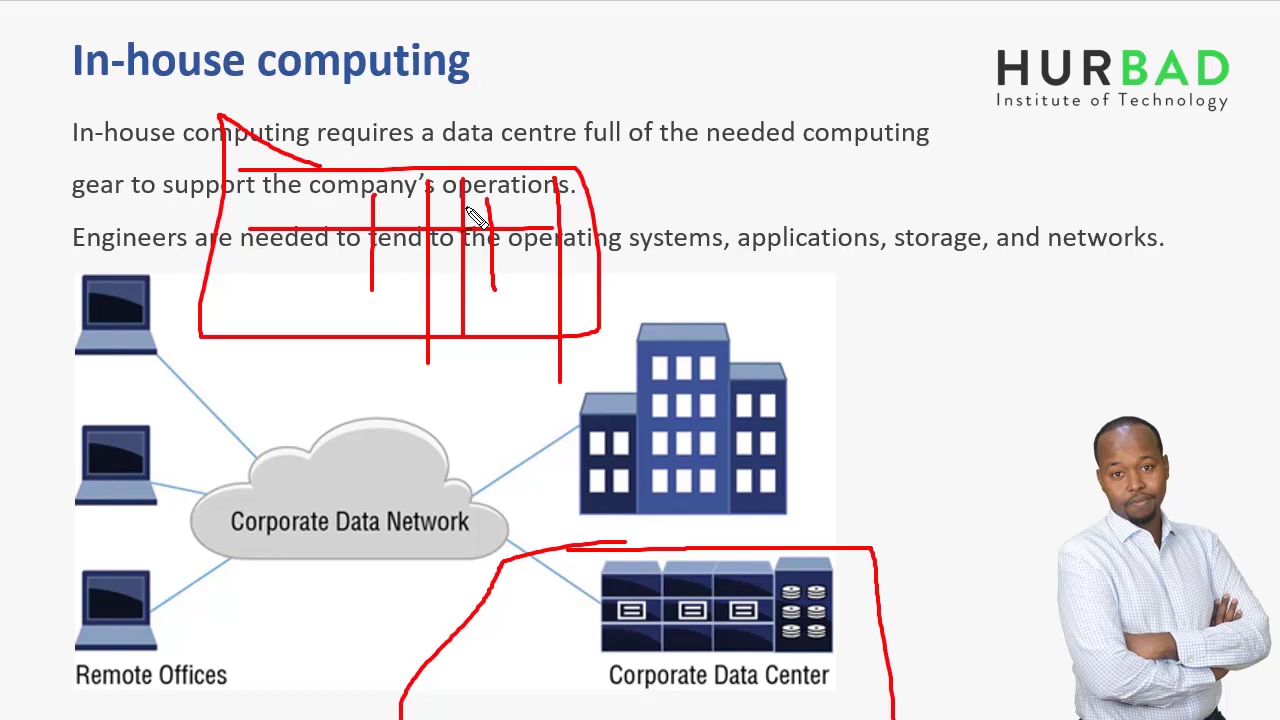 In-house computing
HURBAD
Institute of Technology
In-house computing requires a data centre full of the needed computing
gear to support the company's operations.
Engineers are needed to tend to the operating systems, applications, storage, and networks.
Corporate Data Network
Remote Offices
Corporate Data Center